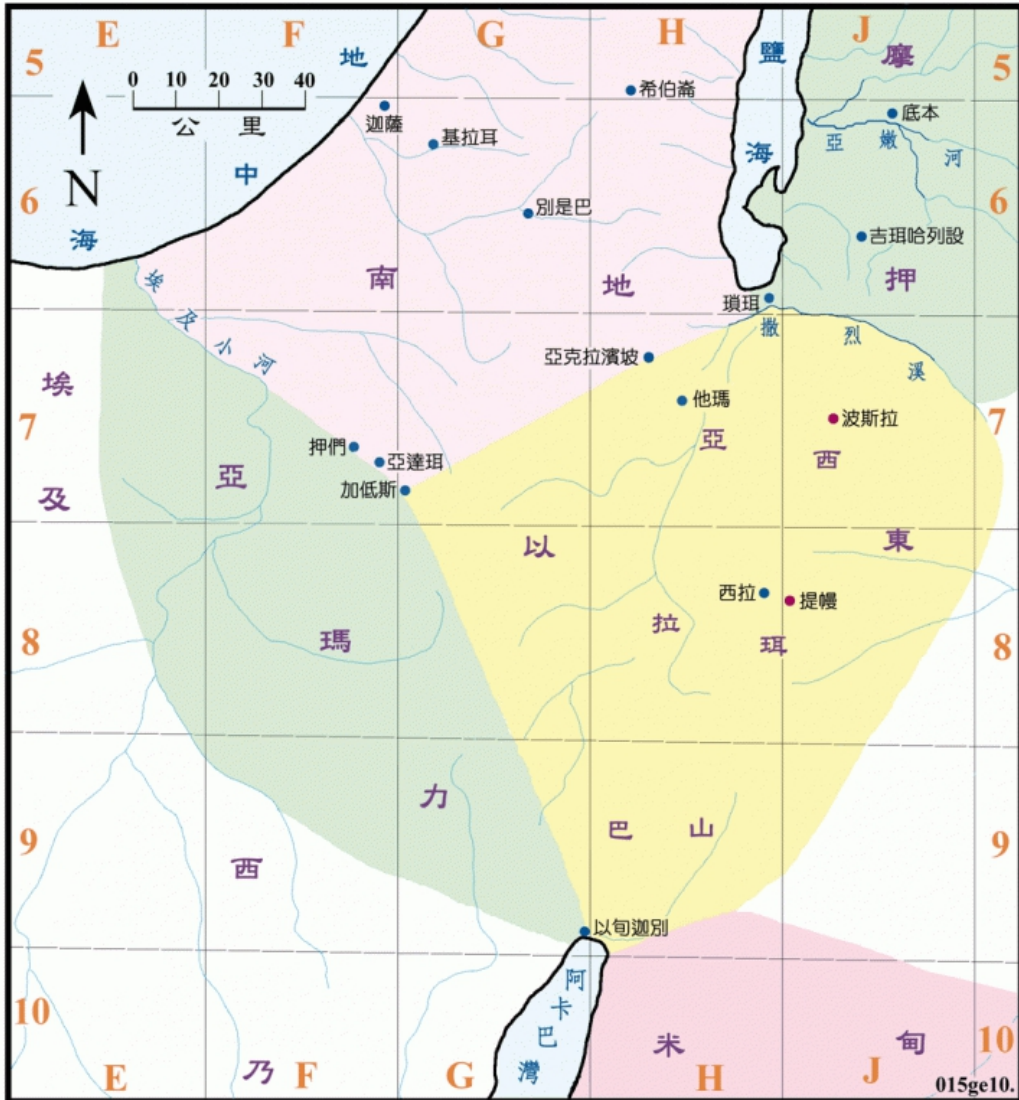 E F G H J
5 5
6 6
7 7
8 8
9 9
10 10
E F G H J
0 10 20 30 40
公里
N
地中海
鹽海
摩押
希伯崙
底本
迦薩
基拉耳
亞嫩河
別是巴
吉珥哈列設
南地
瑣珥
埃及小河
撒烈溪
亞克拉濱坡
埃及
他瑪
波斯拉
亞拉巴
西珥山
押們
亞達珥
加低斯
亞瑪力
以東
西拉
提幔
西乃
以旬迦別
阿卡巴灣
米甸
015ge10.